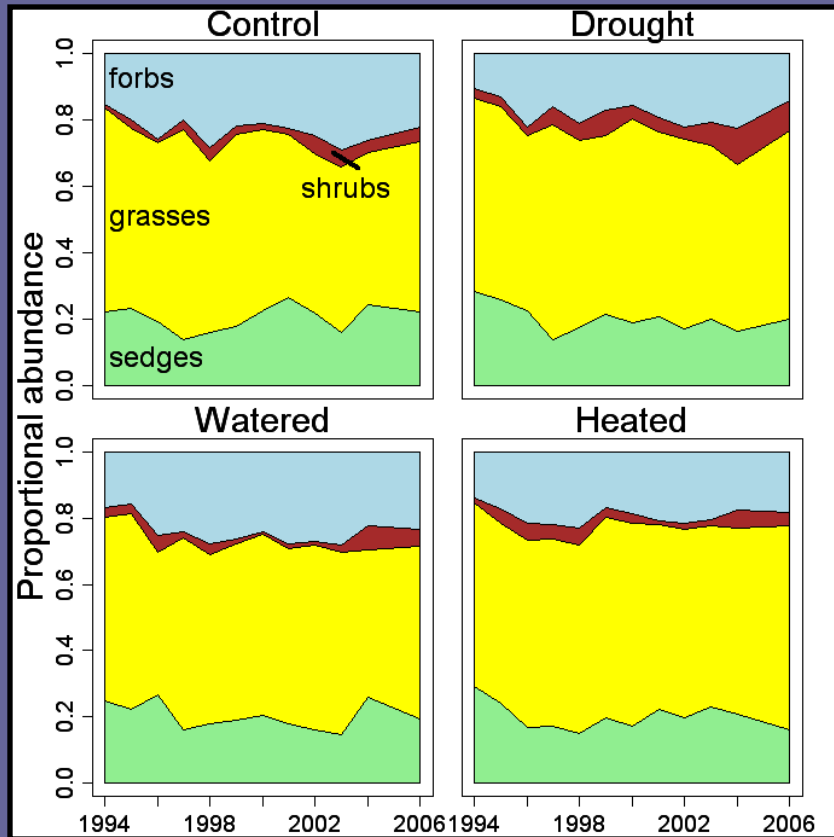 Control
Drought
Proportional abundance
1.0
0.8
0.6
0.4
0.2
0.0
forbs
shrubs
grasses
sedges
Watered
Heated
1.0
0.8
0.6
0.4
0.2
0.0
1994 1998 2002 2006
1994 1998 2002 2006